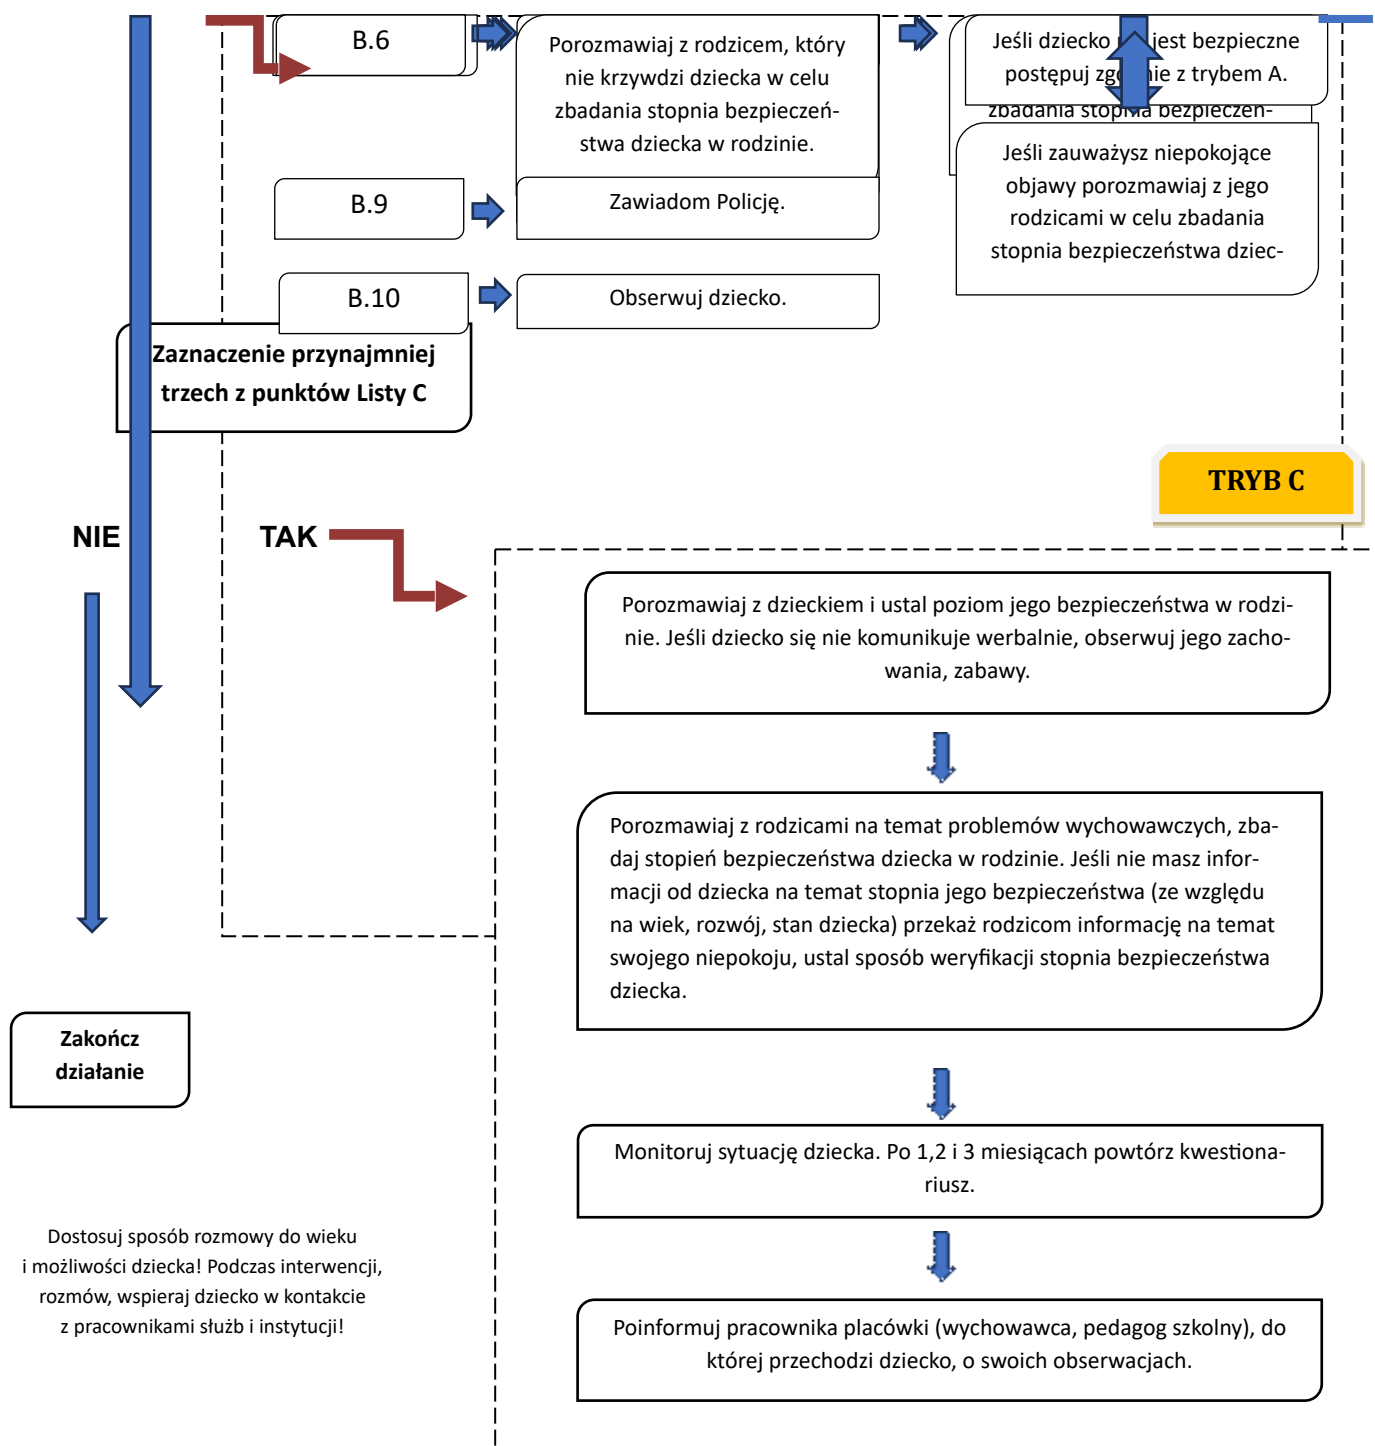 B.6
Porozmawiaj z rodzicem, który
nie krzywdzi dziecka w celu
zbadania stopnia bezpieczeń-
stwa dziecka w rodzinie.
Jeśli dziecko jest bezpieczne
postępuj zgodnie z trybem A.
zbadania stopnia bezpieczeń-
Jeśli zauważysz niepokojące
objawy porozmawiaj z jego
rodzicami w celu zbadania
stopnia bezpieczeństwa dziec-
B.9
Zawiadom Policję.
B.10
Obserwuj dziecko.
Zaznaczenie przynajmniej
trzech z punktów Listy C
TRYB C
NIE
TAK
Porozmawiaj z dzieckiem i ustal poziom jego bezpieczeństwa w rodzi-
nie. Jeśli dziecko się nie komunikuje werbalnie, obserwuj jego zacho-
wania, zabawy.
Porozmawiaj z rodzicami na temat problemów wychowawczych, zba-
daj stopień bezpieczeństwa dziecka w rodzinie. Jeśli nie masz infor-
macji od dziecka na temat stopnia jego bezpieczeństwa (ze względu
na wiek, rozwój, stan dziecka) przekaż rodzicom informację na temat
swojego niepokoju, ustal sposób weryfikacji stopnia bezpieczeństwa
dziecka.
Zakończ
działanie
Monitoruj sytuację dziecka. Po 1,2 i 3 miesiącach powtórz kwestiona-
riusz.
Dostosuj sposób rozmowy do wieku
i możliwości dziecka! Podczas interwencji,
rozmów, wspieraj dziecko w kontakcie
z pracownikami służb i instytucji!
Poinformuj pracownika placówki (wychowawca, pedagog szkolny), do
której przechodzi dziecko, o swoich obserwacjach.